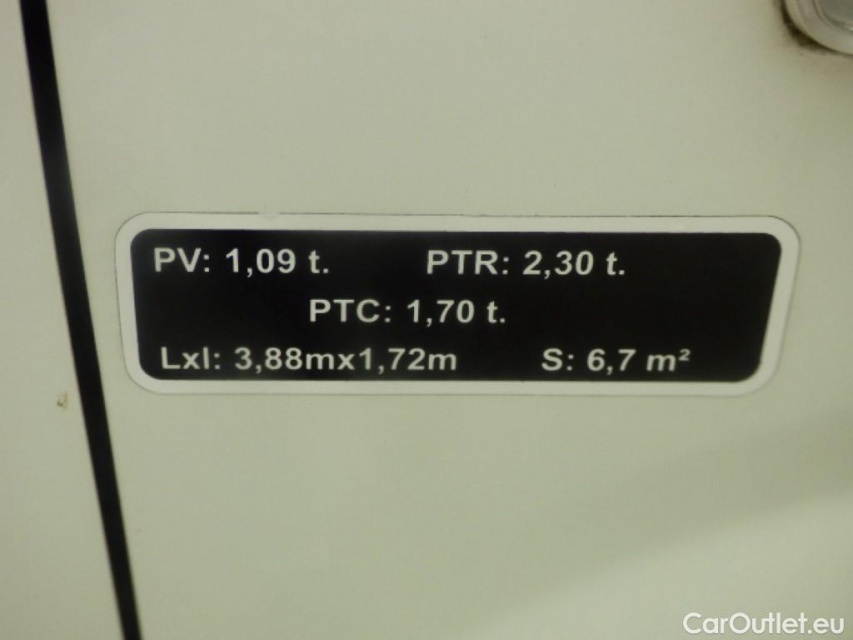 PV: 1,09 t. PTR: 2,30 t.
PTC: 1,70 t.
Lxl: 3,88mx1,72m S: 6,7 m²
CarOutlet.eu